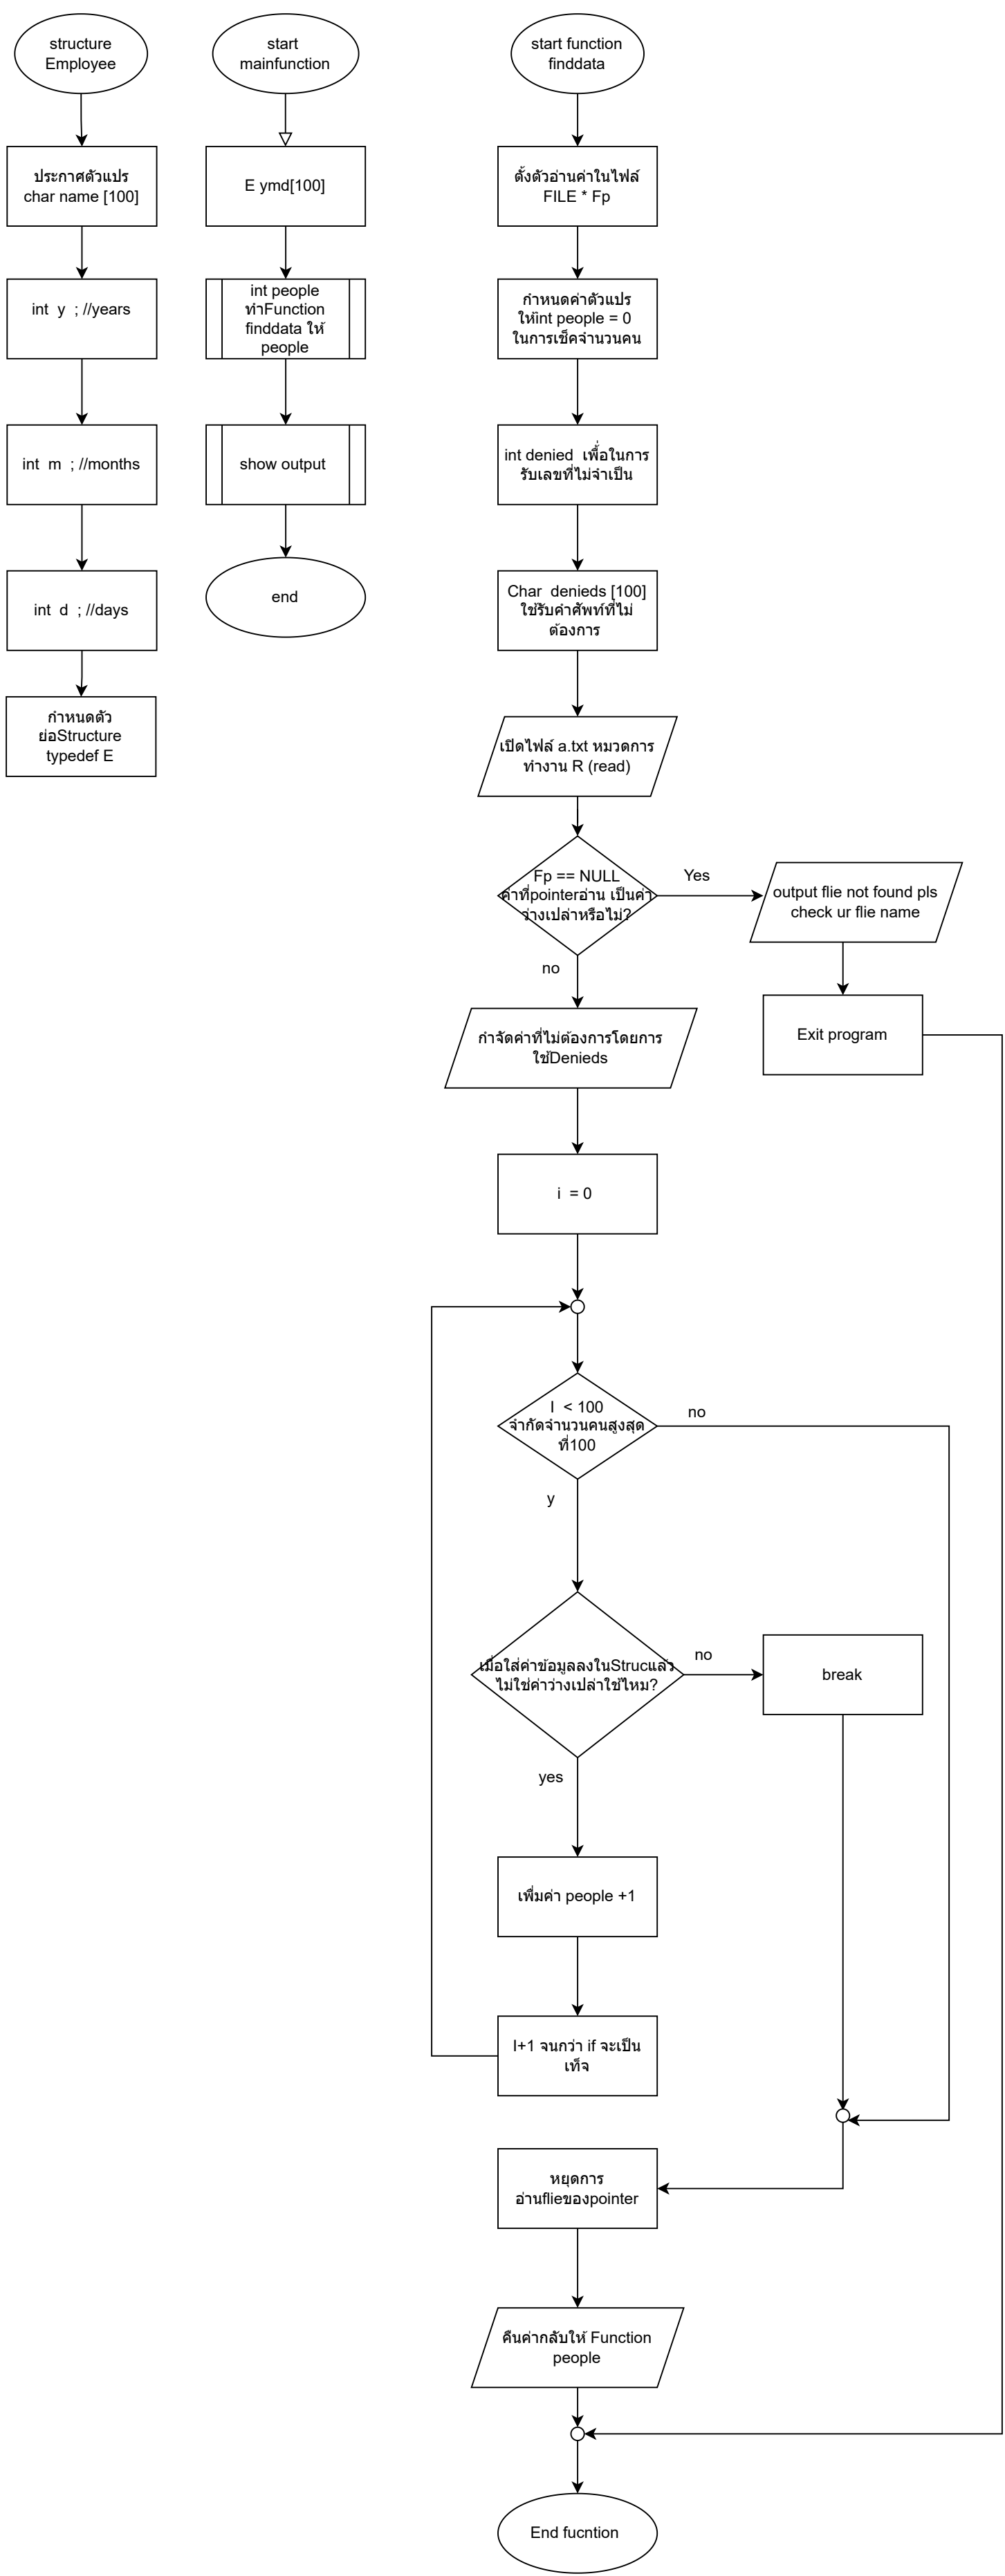 structure
Employee
ประกาศตัวแปร
char name [100]
int y ; //years
int m ; //months
int d ; //days
กำหนดตัว
ย่อStructure
typedef E
start
mainfunction
E ymd[100]
int people
ทำFunction
finddata ให้
people
show output
end
start function
finddata
ตั้งตัวอ่านค่าในไฟล์
FILE * Fp
กำหนดค่าตัวแปร
ให้int people = 0
ในการเช็คจำนวนคน
int denied เพื่อในการ
รับเลขที่ไม่จำเป็น
Char denieds [100]
ใช้รับค่าศัพท์ที่ไม่
ต้องการ
เปิดไฟล์ a.txt หมวดการ
ทำงาน R (read)
Fp == NULL
ค่าที่pointerอ่าน เป็นค่า
ว่างเปล่าหรือไม่?
Yes
output flie not found pls
check ur flie name
Exit program
no
กำจัดค่าที่ไม่ต้องการโดยการ
ใช้Denieds
i = 0
I < 100
จำกัดจำนวนคนสูงสุด
ที่100
no
y
เมื่อใส่ค่าข้อมูลลงในStrucแล้ว
ไม่ใช่ค่าว่างเปล่าใช้ไหม?
no
break
yes
เพิ่มค่า people +1
I+1 จนกว่า if จะเป็น
เท็จ
หยุดการ
อ่านflieของpointer
คืนค่ากลับให้ Function
people
End fucntion